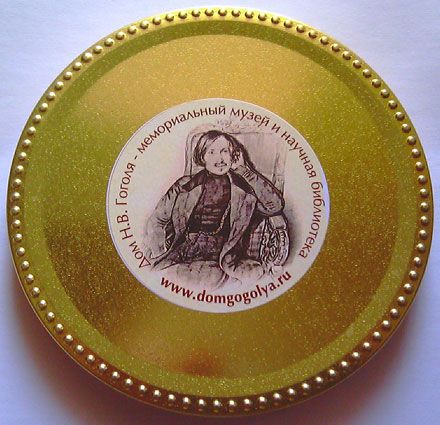 Дом Н.В. Гоголя - мемориальный музей и научная библиотека
www.domgogolya.ru